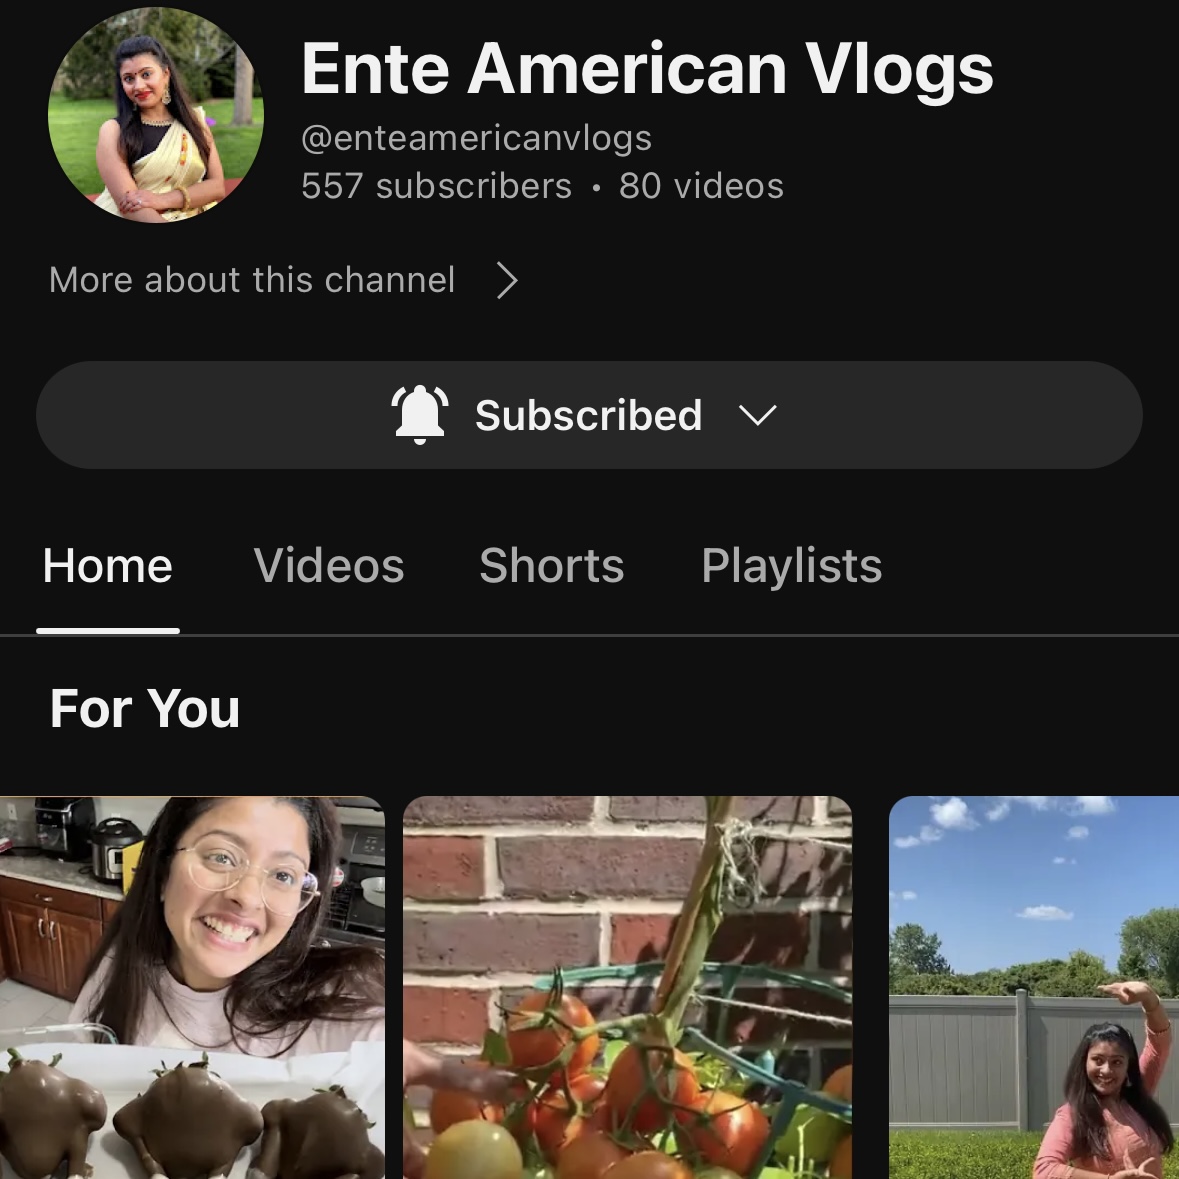 Ente American Vlogs
@enteamericanvlogs
557 subscribers • 80 videos
More about this channel
Subscribed
Home Videos Shorts Playlists
For You